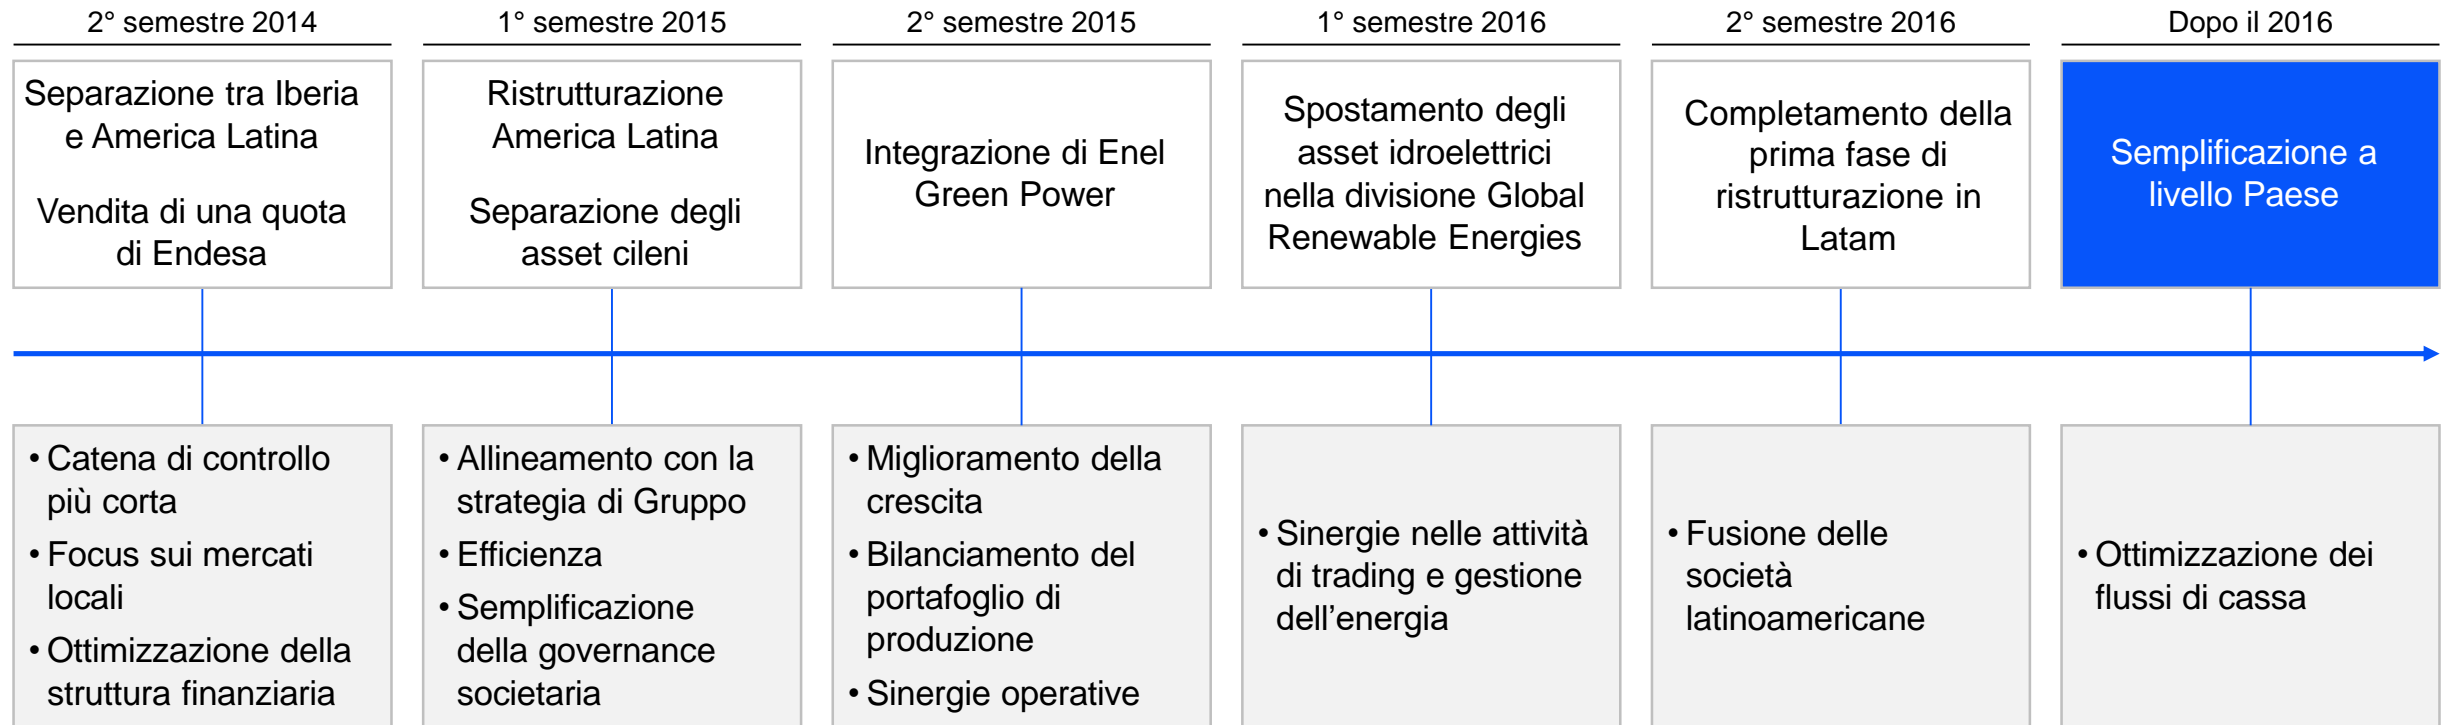 2° semestre 2014
1° semestre 2015
2° semestre 2015
1° semestre 2016
2° semestre 2016
Dopo il 2016
Separazione tra Iberia
e America Latina
Vendita di una quota
di Endesa
Ristrutturazione
America Latina
Separazione degli
asset cileni
Integrazione di Enel
Green Power
Spostamento degli
asset idroelettrici
nella divisione Global
Renewable Energies
Completamento della
prima fase di
ristrutturazione in
Latam
Semplificazione a
livello Paese
• Catena di controllo
più corta
• Focus sui mercati
locali
• Ottimizzazione della
struttura finanziaria
• Allineamento con la
strategia di Gruppo
• Efficienza
• Semplificazione
della governance
societaria
• Miglioramento della
crescita
• Bilanciamento del
portafoglio di
produzione
• Sinergie operative
• Sinergie nelle attività
di trading e gestione
dell’energia
• Fusione delle
società
latinoamericane
• Ottimizzazione dei
flussi di cassa